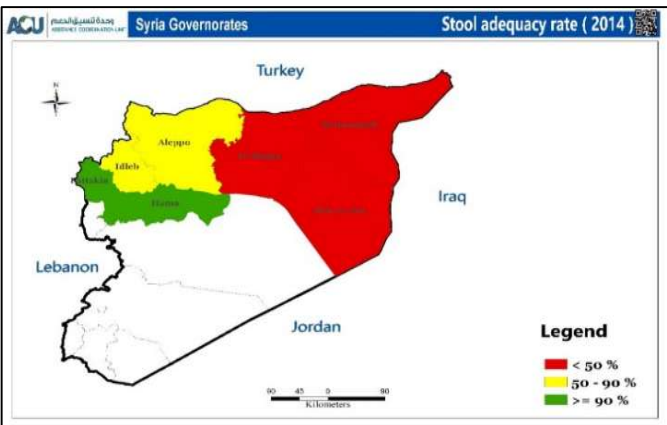 ACU
وحدة تنسيق الدعم
ASSISTANCE COORDINATION UNIT
Syria Governorates
Stool adequacy rate ( 2014 )
Turkey
N
Aleppo
Idleb
Lattakia
Hama
Iraq
Lebanon
Jordan
Legend
< 50 %
50 - 90 %
>= 90 %
90 45 0 90
Kilometers